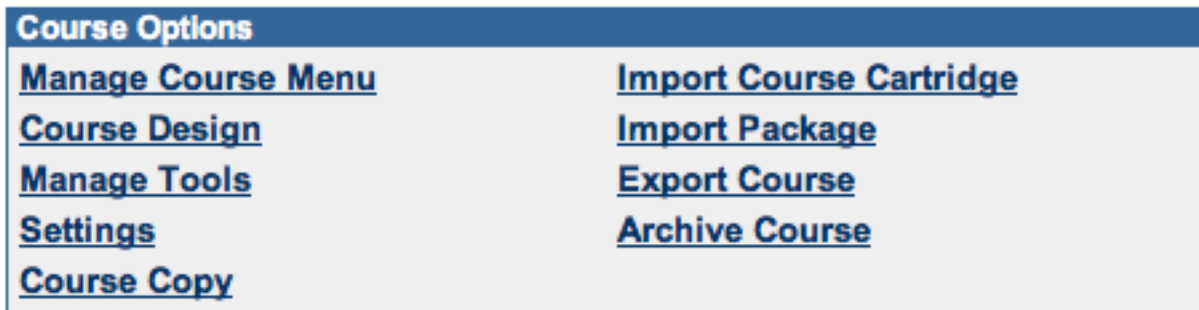 Course Options
Manage Course Menu
Course Design
Manage Tools
Settings
Course Copy
Import Course Cartridge
Import Package
Export Course
Archive Course